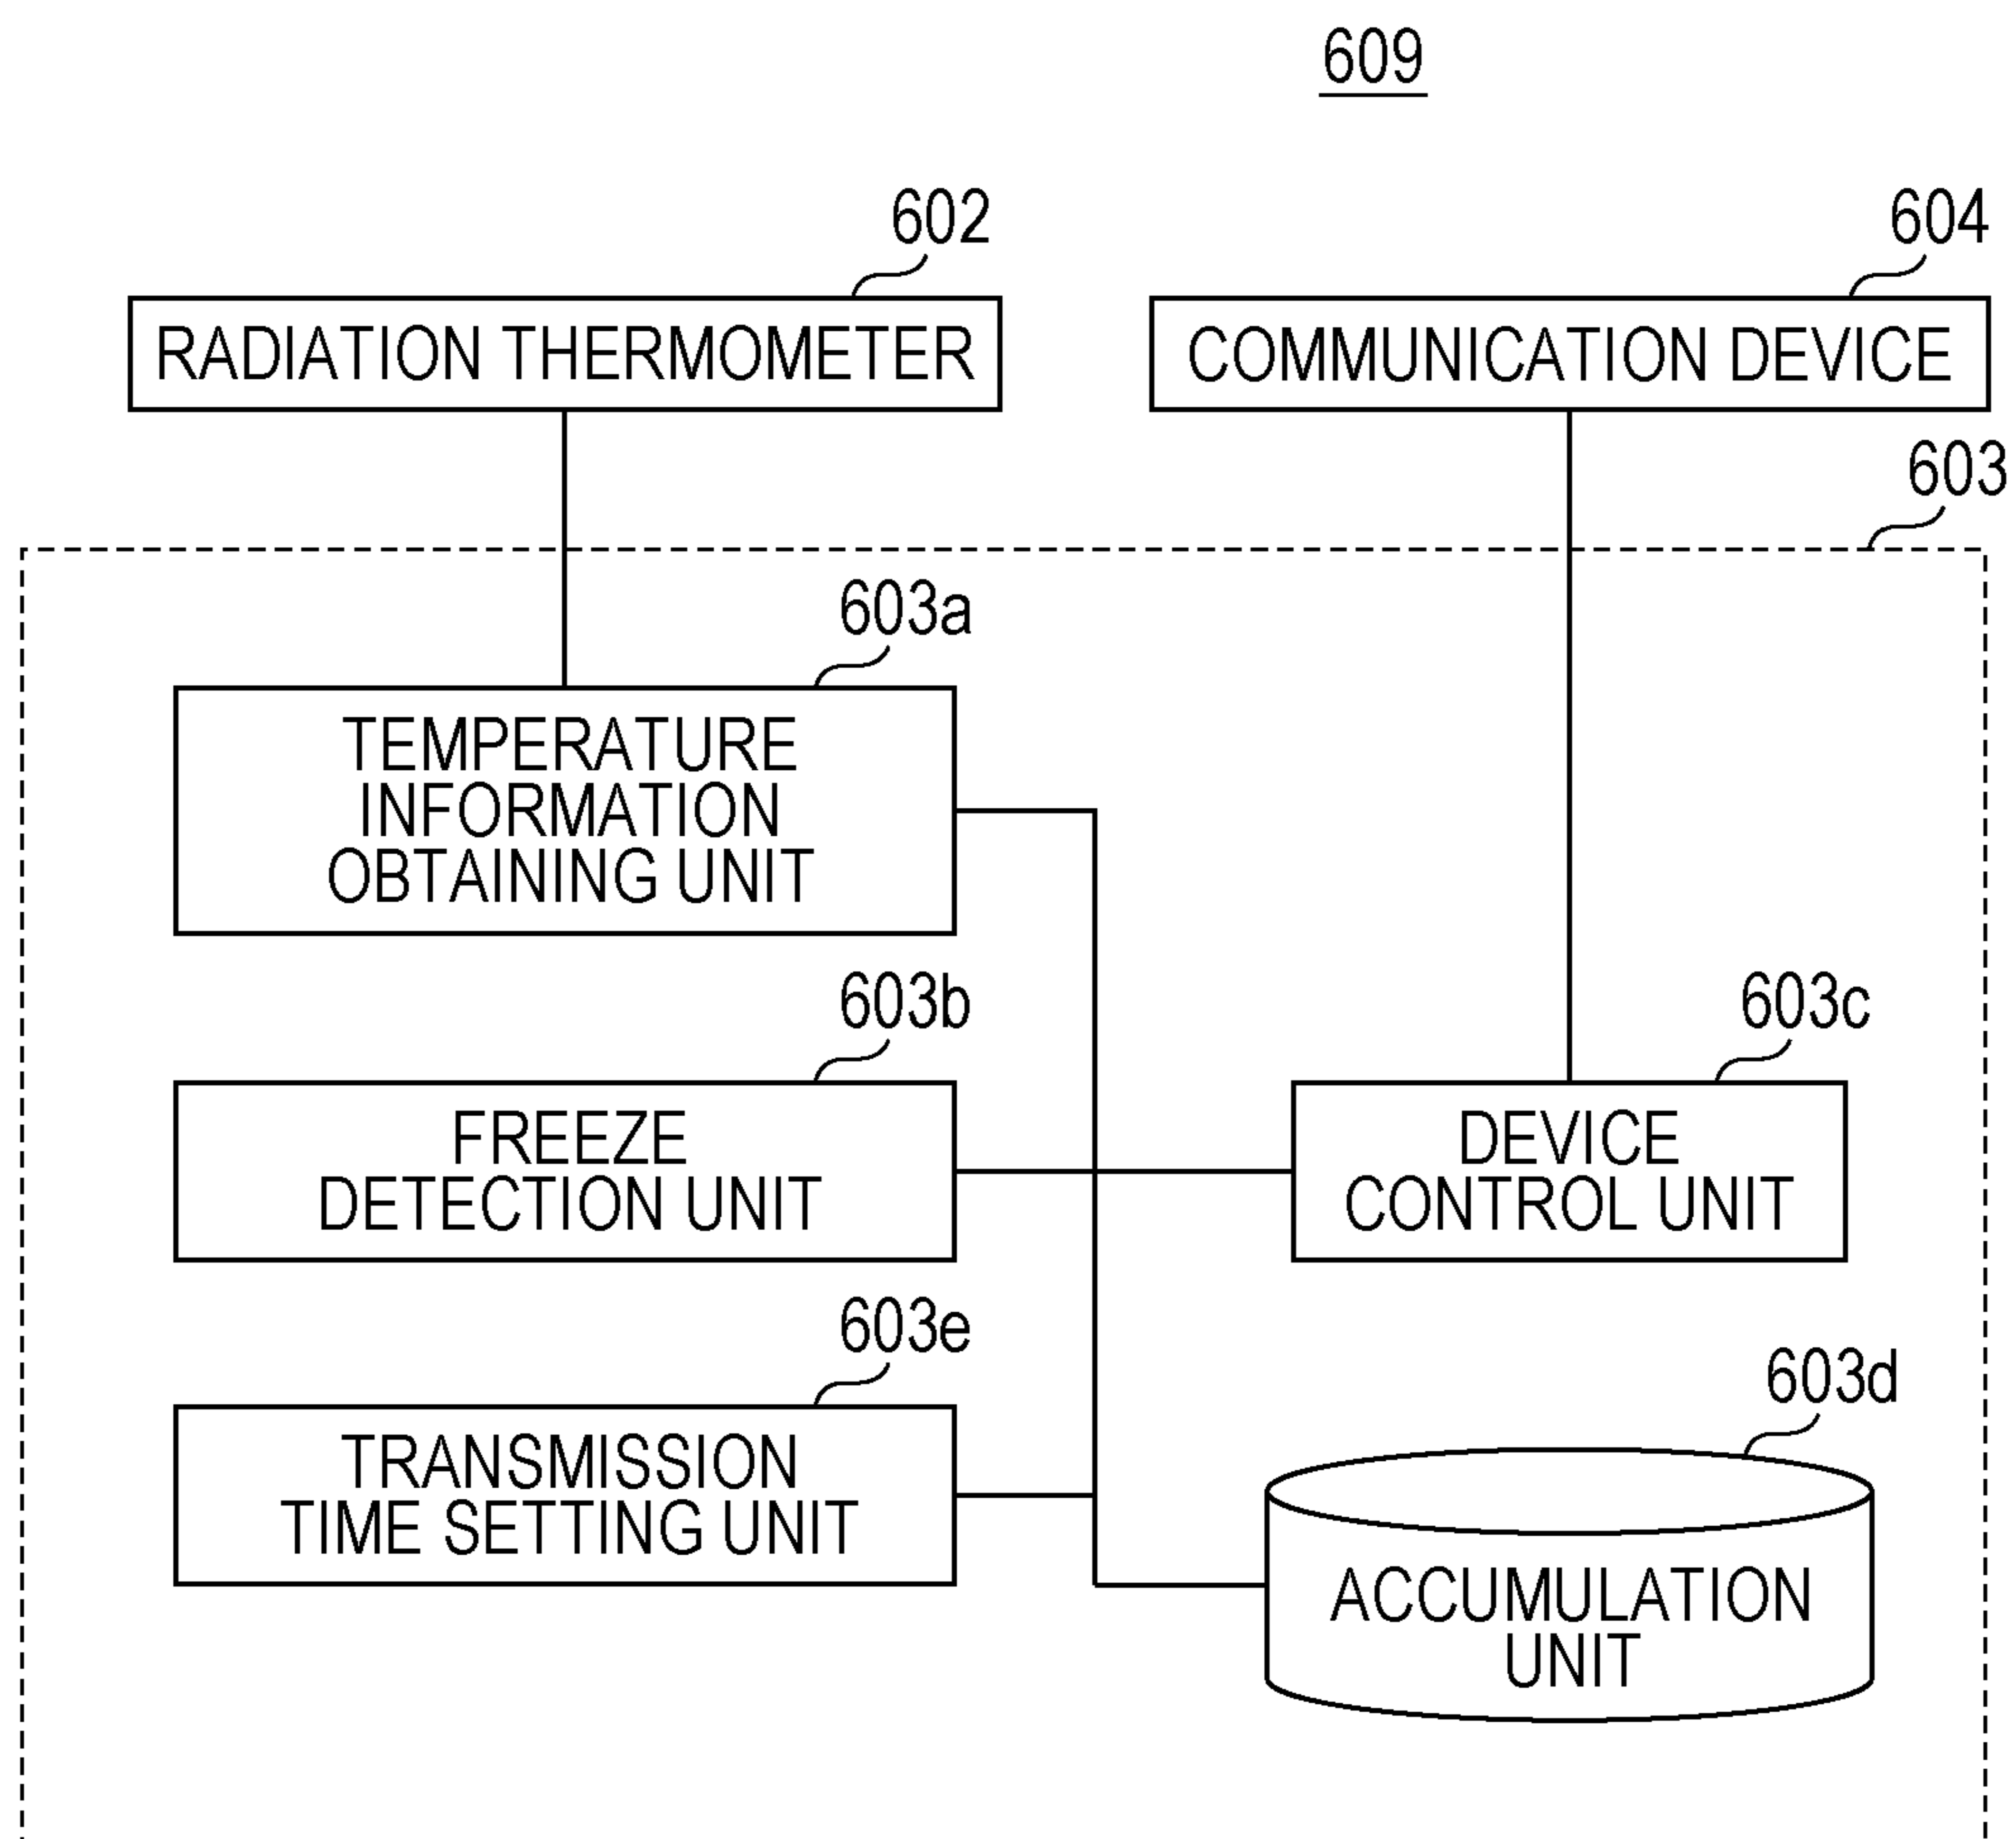 609
602
604
RADIATION THERMOMETER
COMMUNICATION DEVICE
603
603a
TEMPERATURE
INFORMATION
OBTAINING UNIT
603b
603c
FREEZE
DETECTION UNIT
DEVICE
CONTROL UNIT
603e
603d
TRANSMISSION
TIME SETTING UNIT
ACCUMULATION
UNIT